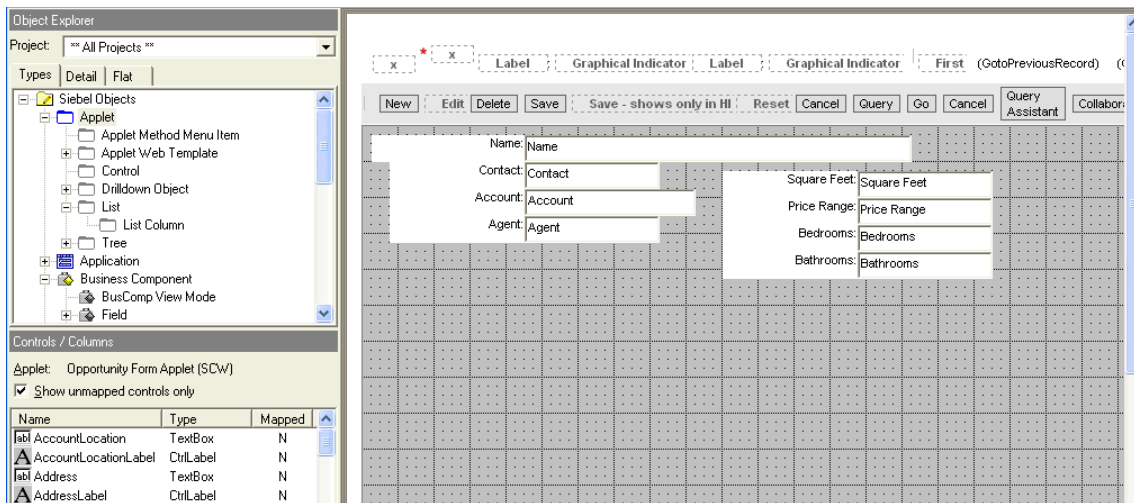 Object Explorer
Project: ** All Projects **
Types Detail Flat
Siebel Objects
Applet
Applet Method Menu Item
Applet Web Template
Control
Drilldown Object
List
List Column
Tree
Application
Business Component
BusComp View Mode
Field
Controls / Columns
Applet: Opportunity Form Applet (SCW)
Show unmapped controls only
Name Type Mapped
AccountLocation TextBox N
AccountLocationLabel CtrlLabel N
Address TextBox N
AddressLabel CtrlLabel N
x * x Label Graphical Indicator Label Graphical Indicator First (GotoPreviousRecord)
New Edit Delete Save Save - shows only in HI Reset Cancel Query Go Cancel Query Assistant Collabor
Name: Name
Contact: Contact
Account: Account
Agent: Agent
Square Feet: Square Feet
Price Range: Price Range
Bedrooms: Bedrooms
Bathrooms: Bathrooms